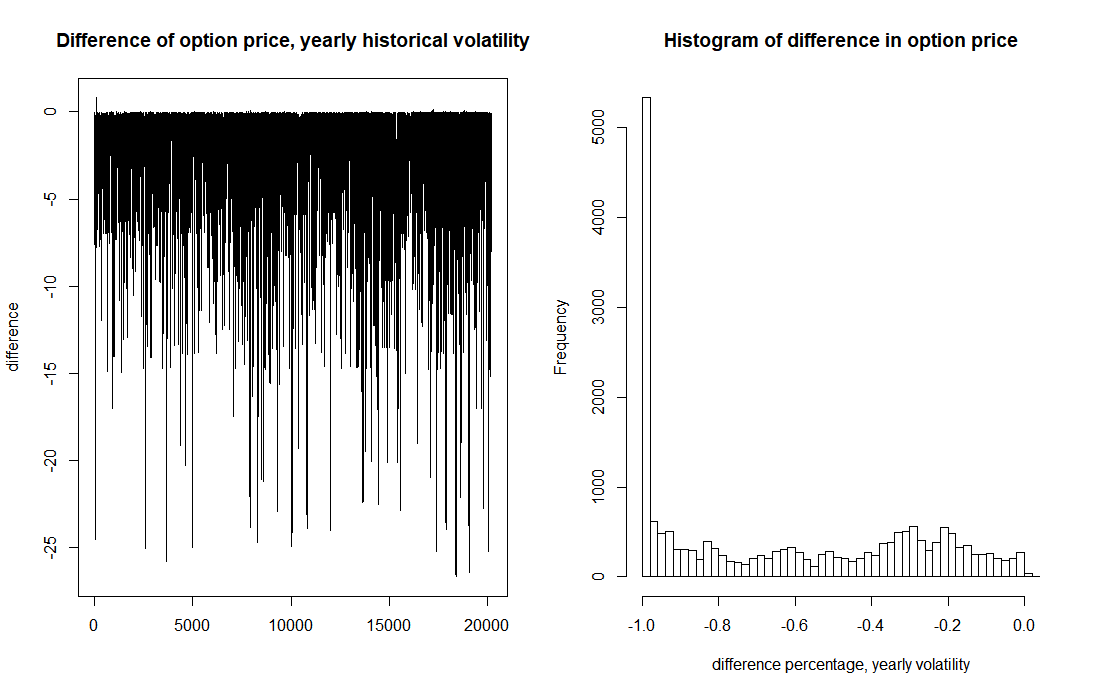 Difference of option price, yearly historical volatility
difference
0
-5
-10
-15
-20
-25
0 5000 10000 15000 20000
Histogram of difference in option price
Frequency
5000
4000
3000
2000
1000
0
-1.0 -0.8 -0.6 -0.4 -0.2 0.0
difference percentage, yearly volatility